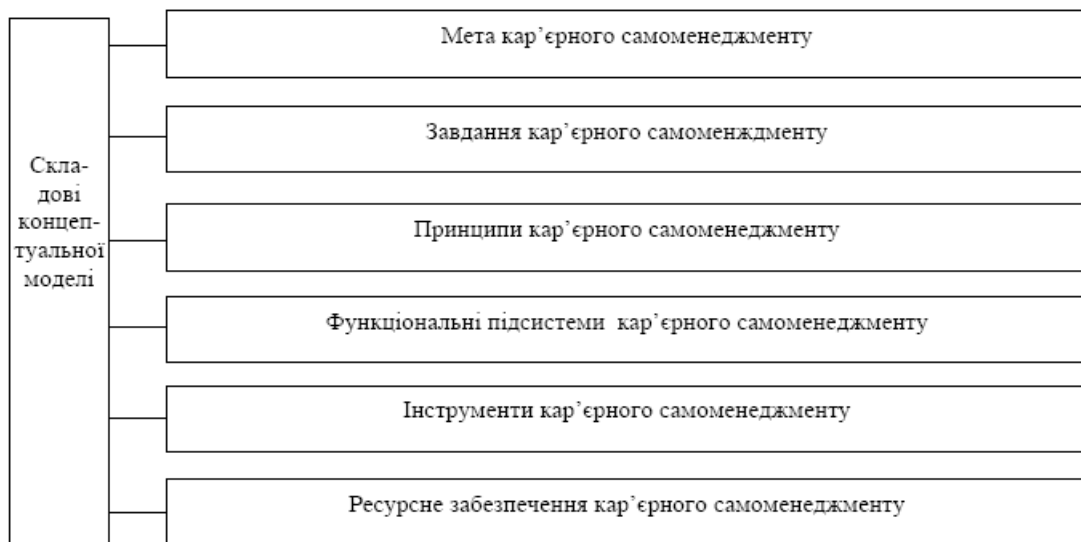 Скла-
дові
концеп-
туальної
моделі
Мета кар’єрного самоменеджменту
Завдання кар’єрного самоменждменту
Принципи кар’єрного самоменеджменту
Функціональні підсистеми кар’єрного самоменеджменту
Інструменти кар’єрного самоменеджменту
Ресурсне забезпечення кар’єрного самоменеджменту